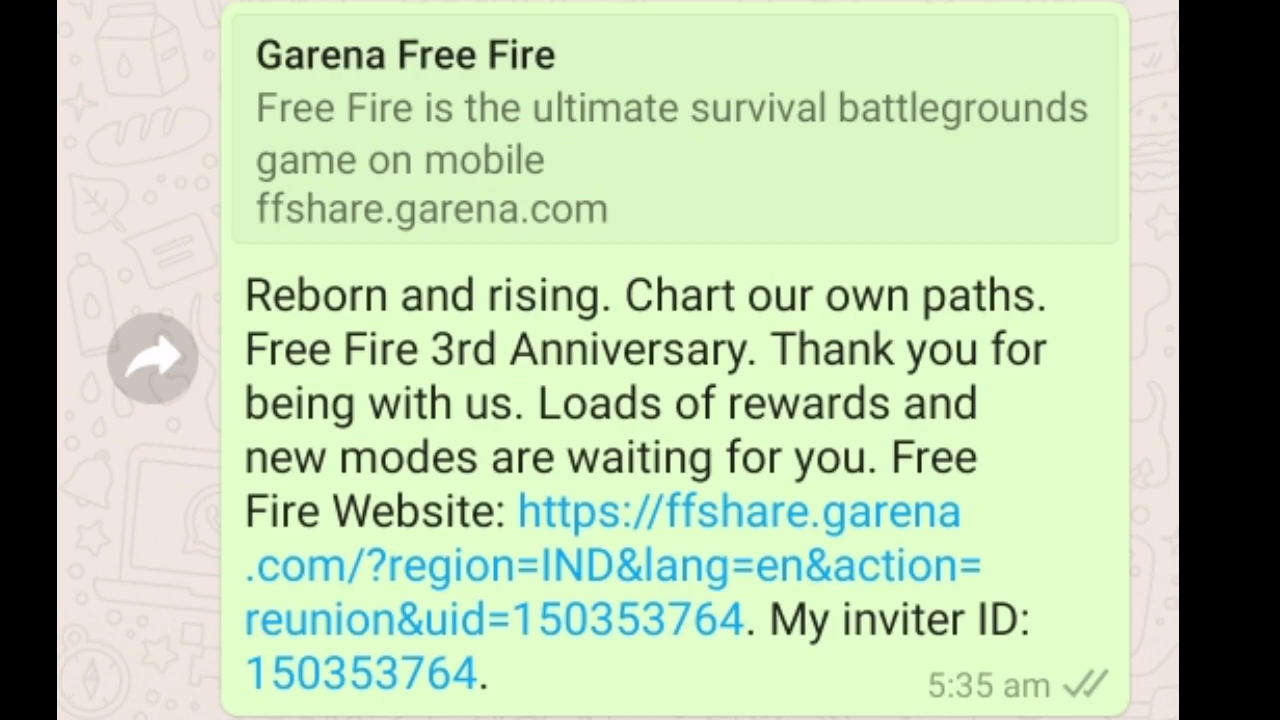 Garena Free Fire
Free Fire is the ultimate survival battlegrounds
game on mobile
ffshare.garena.com
Reborn and rising. Chart our own paths.
Free Fire 3rd Anniversary. Thank you for
being with us. Loads of rewards and
new modes are waiting for you. Free
Fire Website: https://ffshare.garena
.com/?region=IND&lang=en&action=
reunion&uid=150353764. My inviter ID:
150353764.
5:35 am